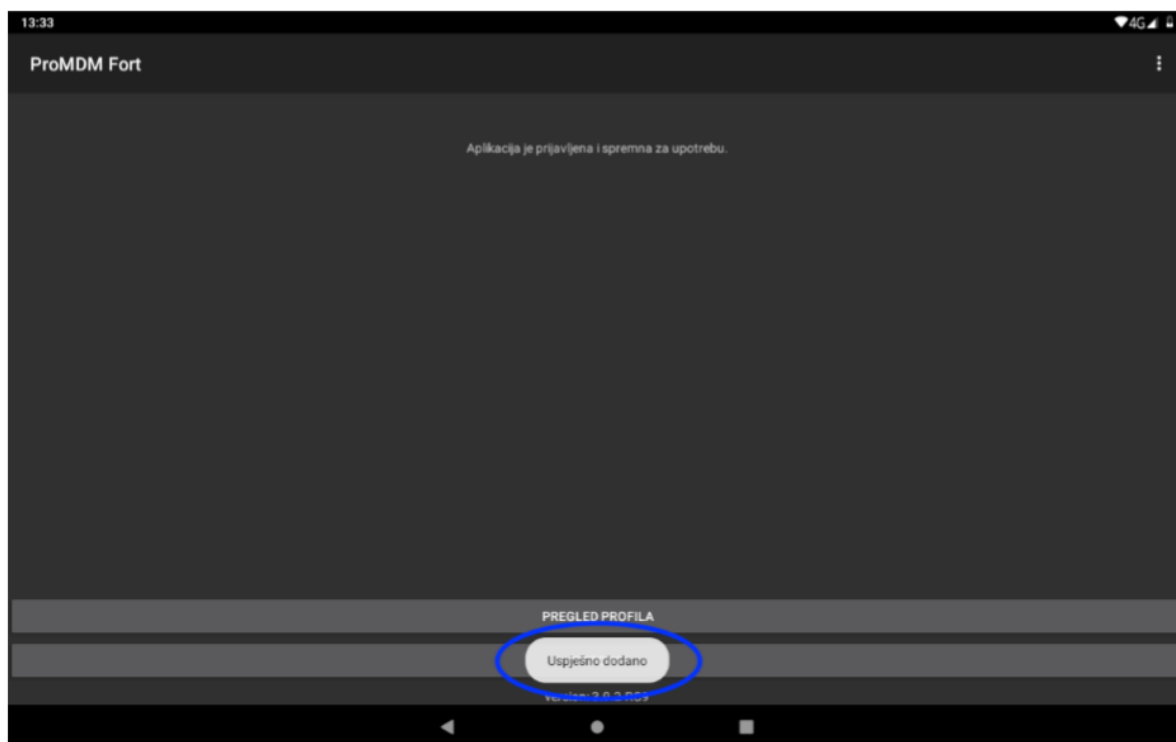 13:33
4G
ProMDM Fort
Aplikacija je prijavljena i spremna za upotrebu.
PREGLED PROFILA
Uspješno dodano